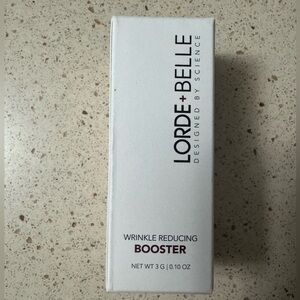 LORDE+BELLE
DESIGNED BY SCIENCE
WRINKLE REDUCING
BOOSTER
NET WT 3 G | 0.10 OZ